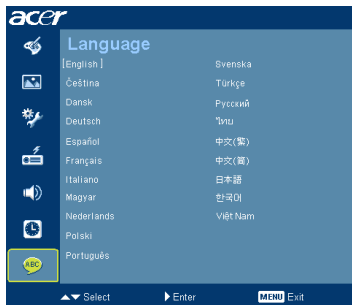 acer
Language
[English]
Čeština
Dansk
Deutsch
Español
Français
Italiano
Magyar
Nederlands
Polski
Português
Svenska
Türkçe
Русский
ไทย
中文(繁)
中文(簡)
日本語
한국어
Việt Nam
ABC
Select
Enter
MENU Exit